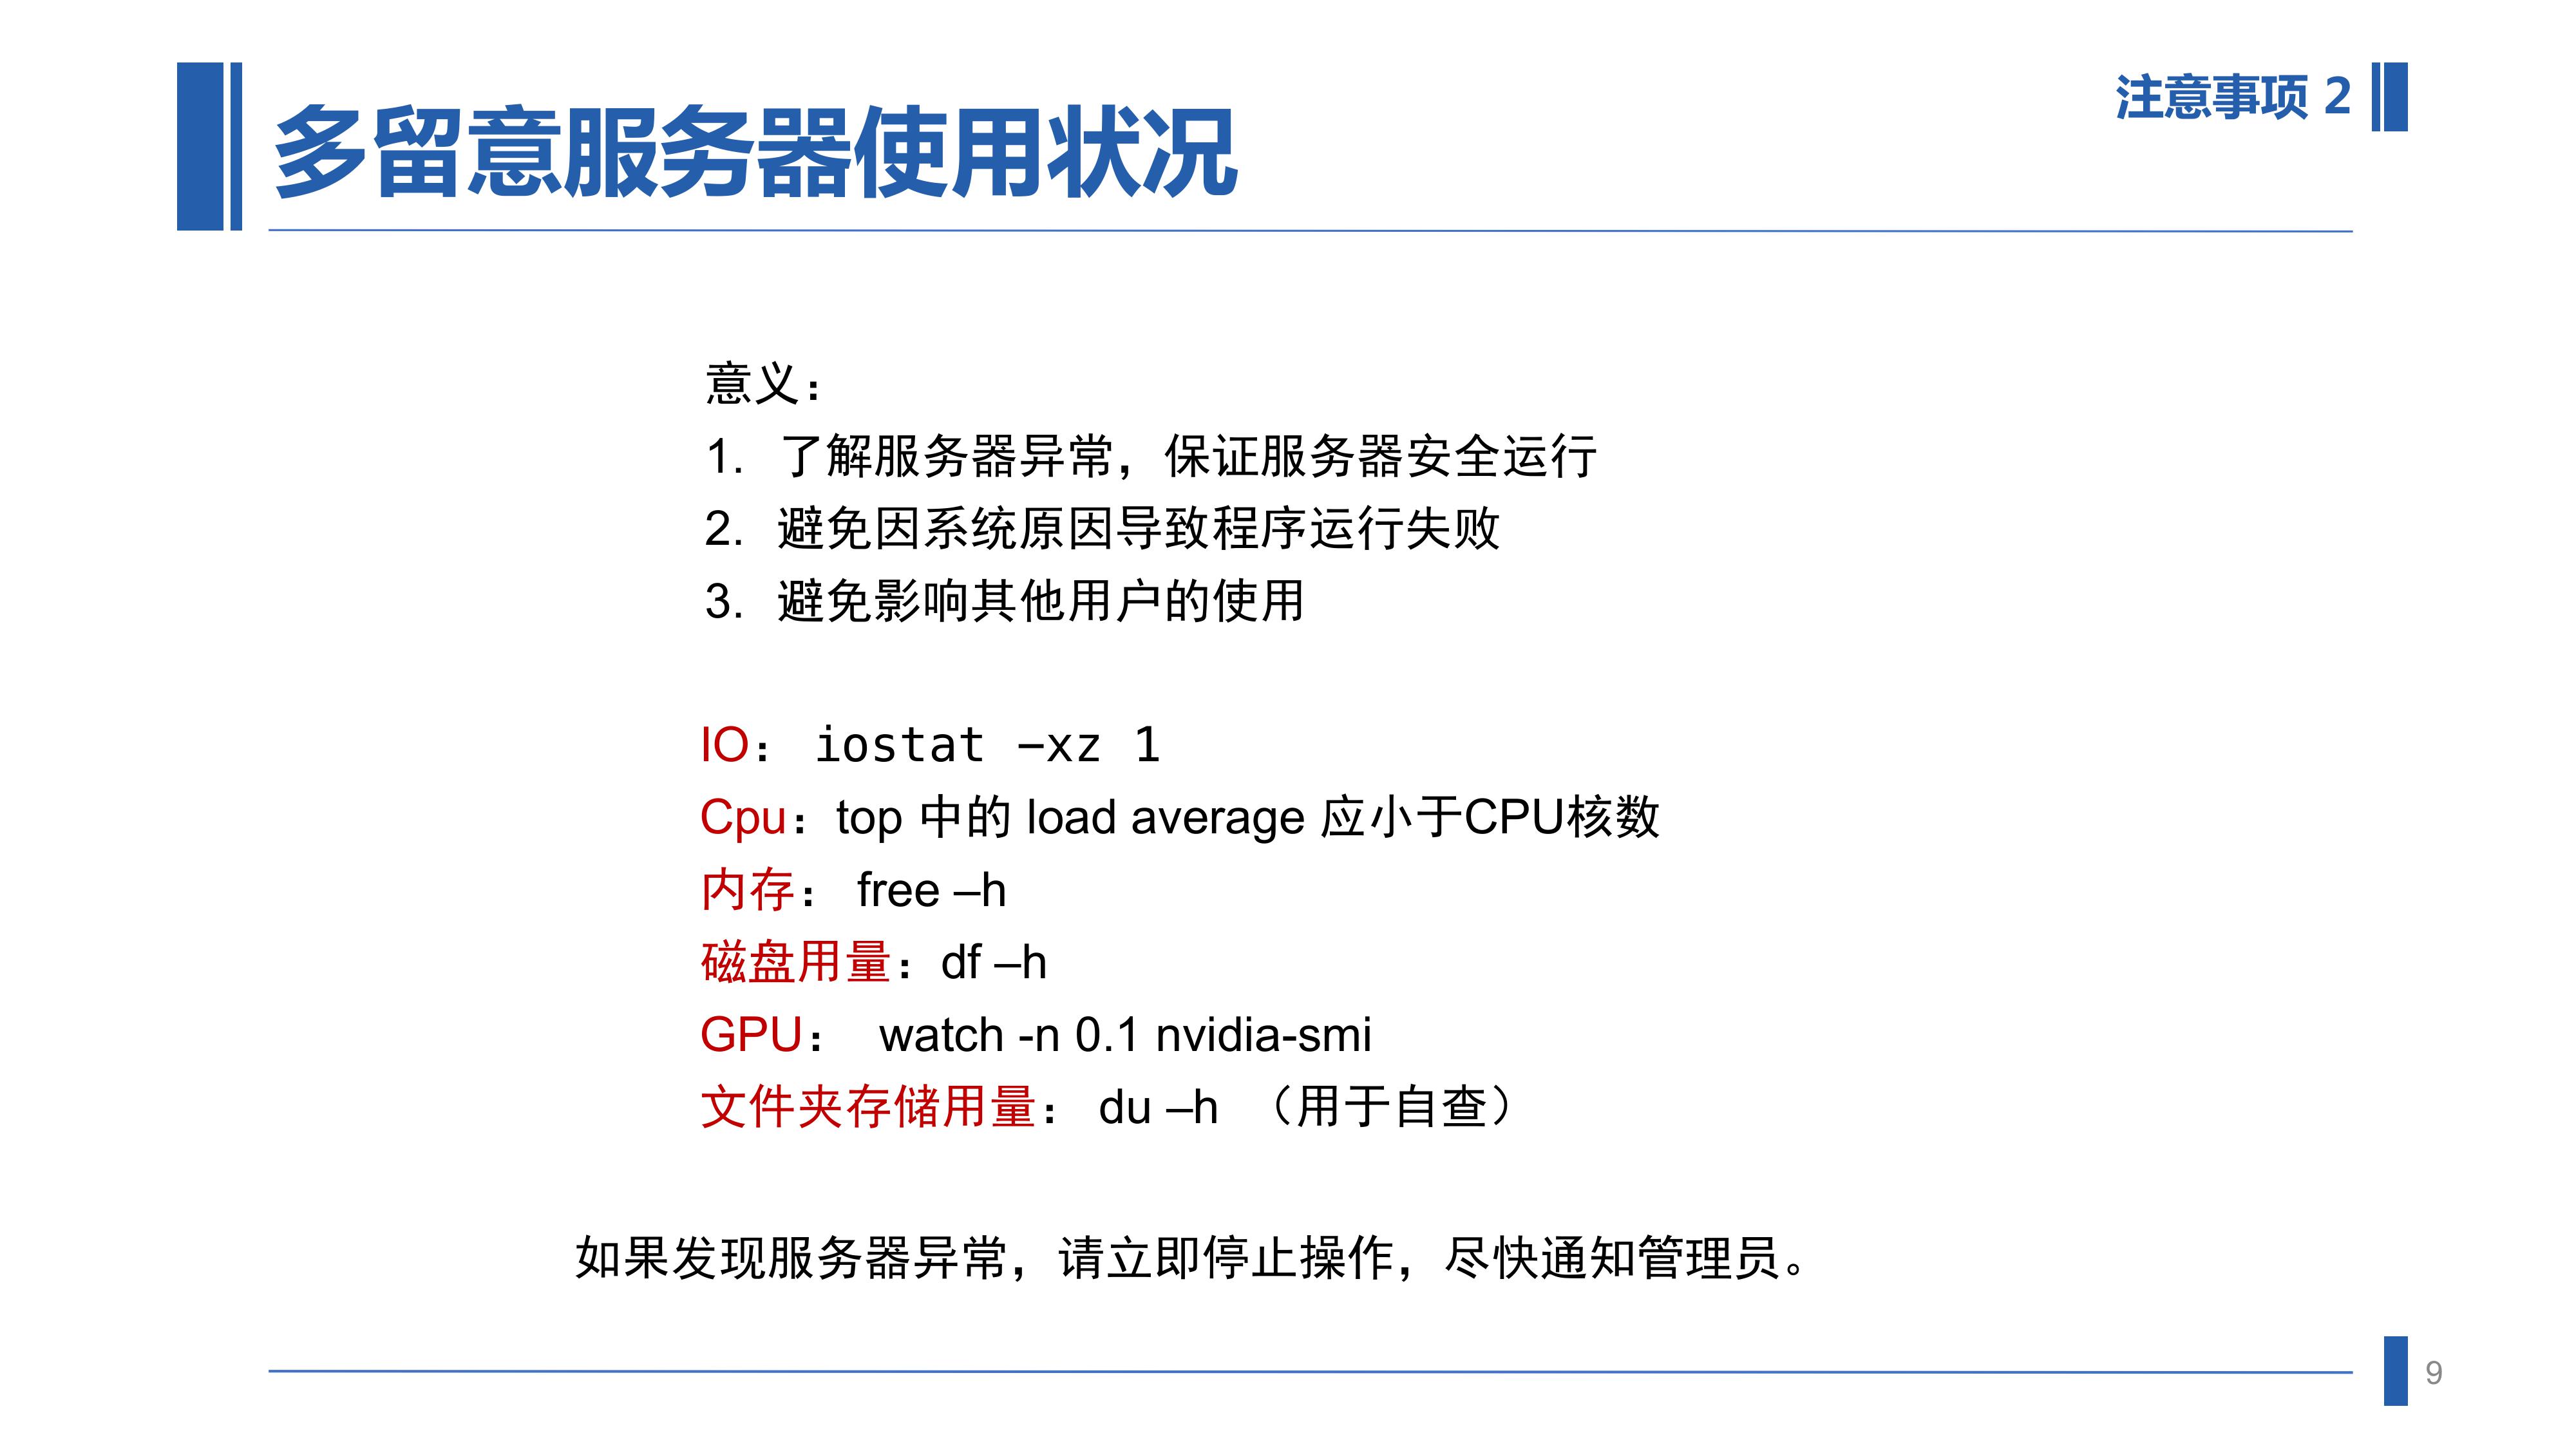 注意事项 2
多留意服务器使用状况
意义：
1. 了解服务器异常，保证服务器安全运行
2. 避免因系统原因导致程序运行失败
3. 避免影响其他用户的使用
IO： iostat –xz 1
Cpu：top 中的 load average 应小于CPU核数
内存： free –h
磁盘用量：df –h
GPU： watch -n 0.1 nvidia-smi
文件夹存储用量： du –h （用于自查）
如果发现服务器异常，请立即停止操作，尽快通知管理员。
9